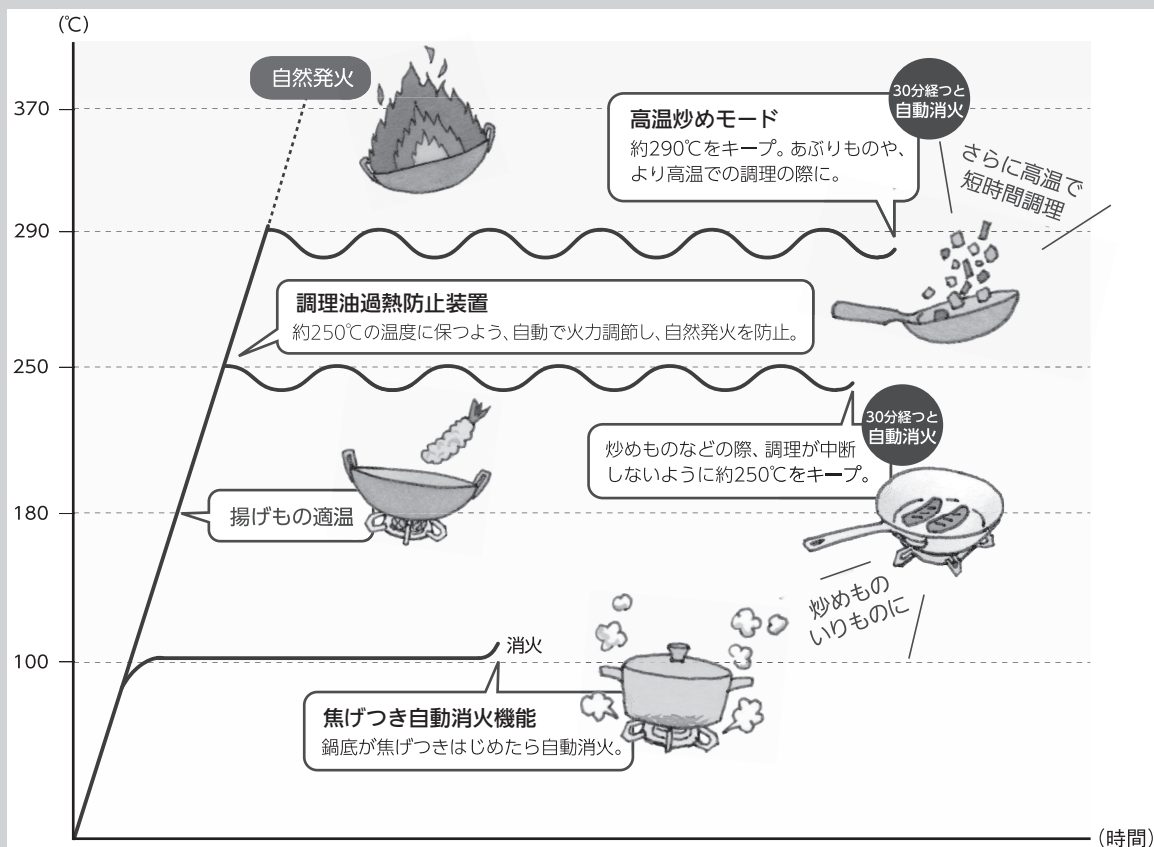 (℃)
自然発火
370
高温炒めモード
約290℃をキープ。あぶりものや、
より高温での調理の際に。
30分経つと
自動消火
さらに高温で
短時間調理
290
調理油過熱防止装置
約250℃の温度に保つよう、自動で火力調節し、自然発火を防止。
250
炒めものなどの際、調理が中断
しないように約250℃をキープ。
30分経つと
自動消火
180
揚げもの適温
炒めもの
いりものに
消火
100
焦げつき自動消火機能
鍋底が焦げつきはじめたら自動消火。
(時間)